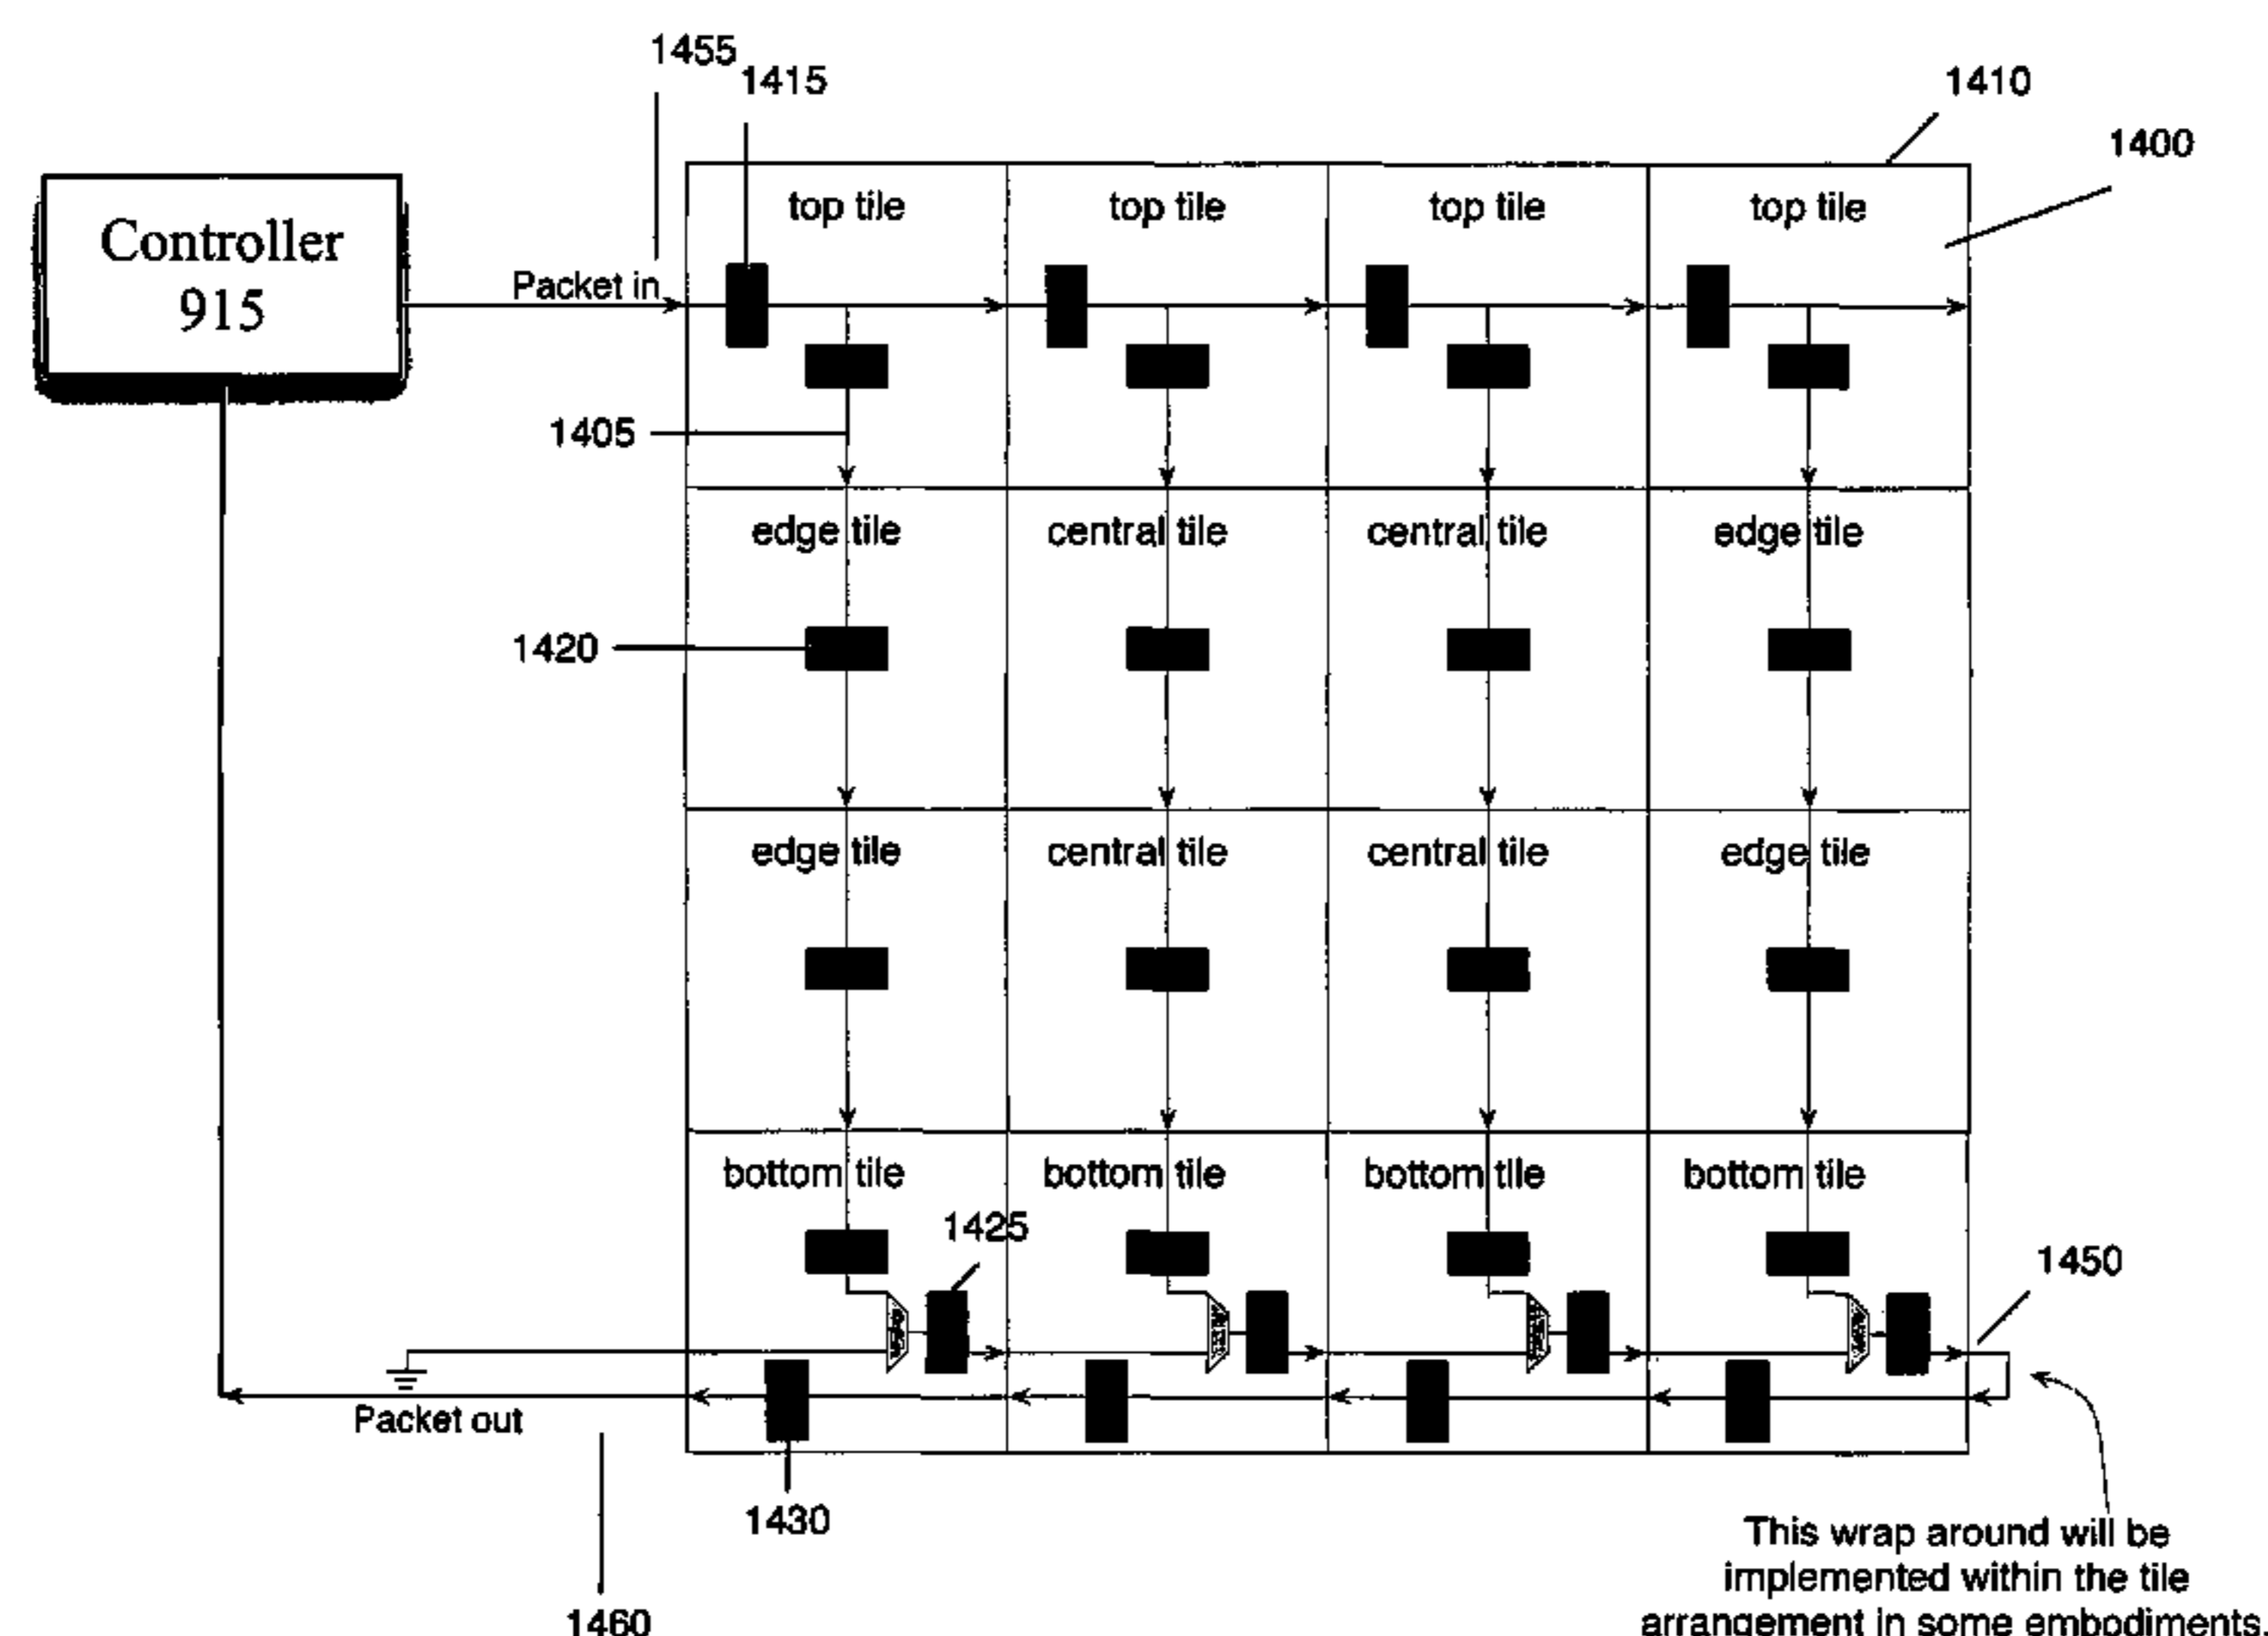 1455
1415
1410
1400
Controller
915
Packet in
top tile
top tile
top tile
top tile
1405
edge tile
central tile
central tile
edge tile
1420
edge tile
central tile
central tile
edge tile
bottom tile
bottom tile
bottom tile
bottom tile
1425
1450
Packet out
1430
1460
This wrap around will be
implemented within the tile
arrangement in some embodiments